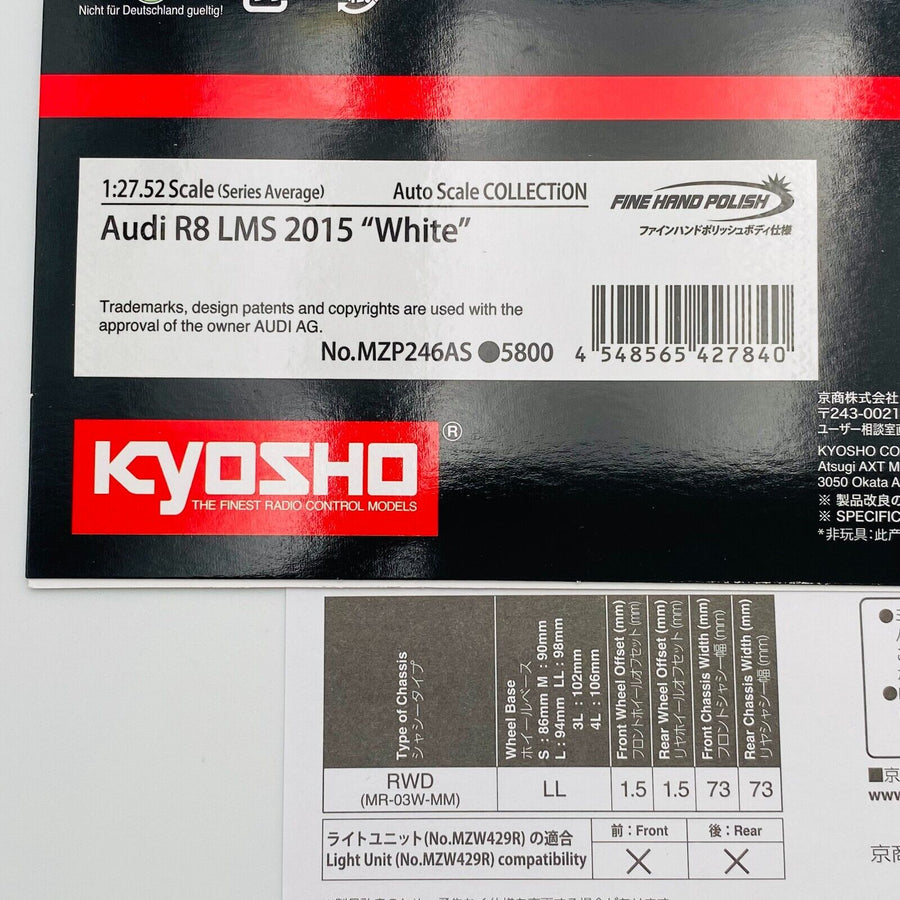 Nicht für Deutschland gueltig!
1:27.52 Scale (Series Average)
Auto Scale COLLECTiON
FINE HAND POLISH
ファインハンドポリッシュボディ仕様
Audi R8 LMS 2015 “White”
Trademarks, design patents and copyrights are used with the
approval of the owner AUDI AG.
No.MZP246AS ●5800
4 548565 427840
KYOSHO ®
THE FINEST RADIO CONTROL MODELS
京商株式会社
〒243-0021
ユーザー相談室
KYOSHO CO
Atsugi AXT M
3050 Okata A
※ 製品改良の
※ SPECIFIC
*非玩具:此产
Type of Chassis
シャシータイプ
Wheel Base
ホイールベース
S : 86mm M : 90mm
L : 94mm LL : 98mm
3L : 102mm
4L : 106mm
Front Wheel Offset (mm)
フロントホイールオフセット(mm)
Rear Wheel Offset (mm)
リヤホイールオフセット(mm)
Front Chassis Width (mm)
フロントシャシー幅(mm)
Rear Chassis Width (mm)
リヤシャシー幅(mm)
RWD
(MR-03W-MM)
LL
1.5
1.5
73
73
ライトユニット(No.MZW429R) の適合
Light Unit (No.MZW429R) compatibility
前 : Front
後 : Rear
✕
✕
■京
www
京商